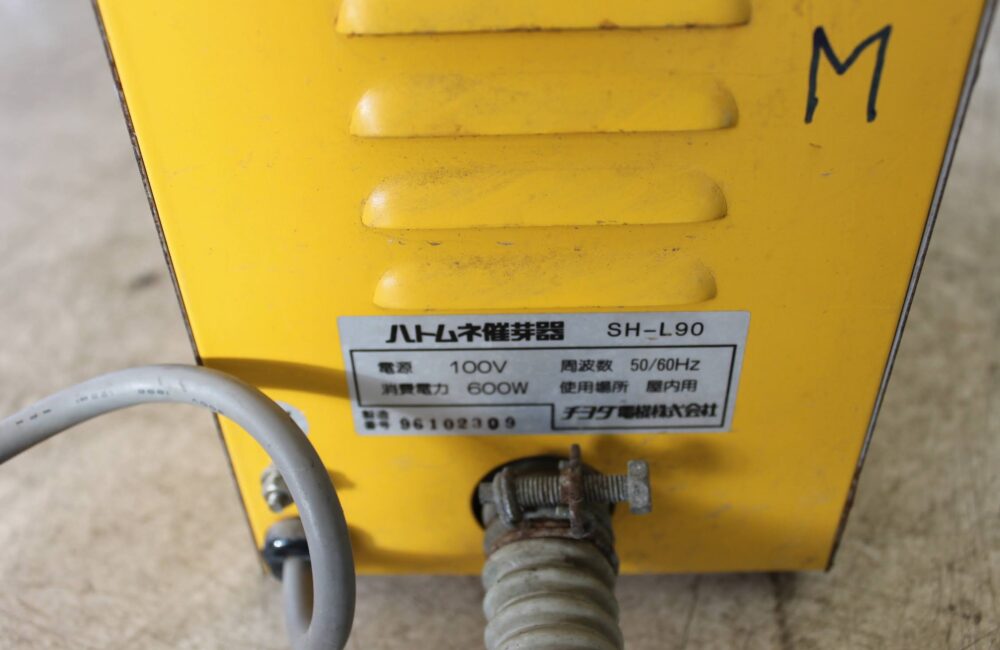 M
ハトムネ催芽器 SH-L90
電源 100V 周波数 50/60Hz
消費電力 600W 使用場所 屋内用
製造番号 96102309 チヨダ電機株式会社